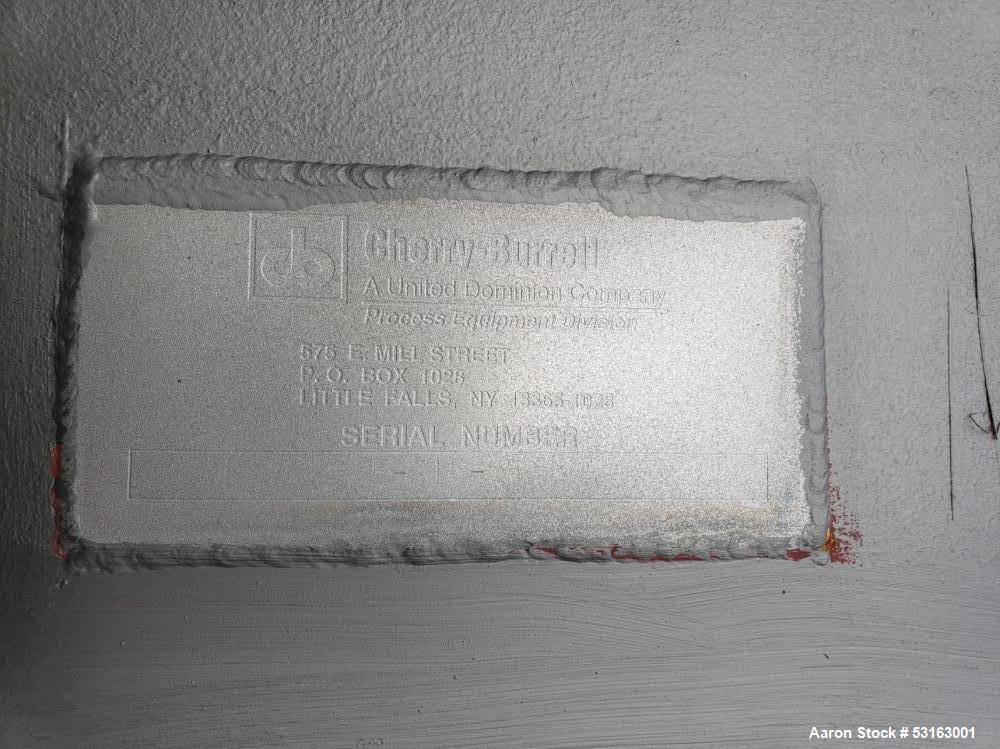 cb
Cherry-Burrell
A United Dominion Company
Process Equipment Division
575 E. MILL STREET
P. O. BOX 1028
LITTLE FALLS, NY 13365-1028
SERIAL NUMBER
- -
Aaron Stock # 53163001